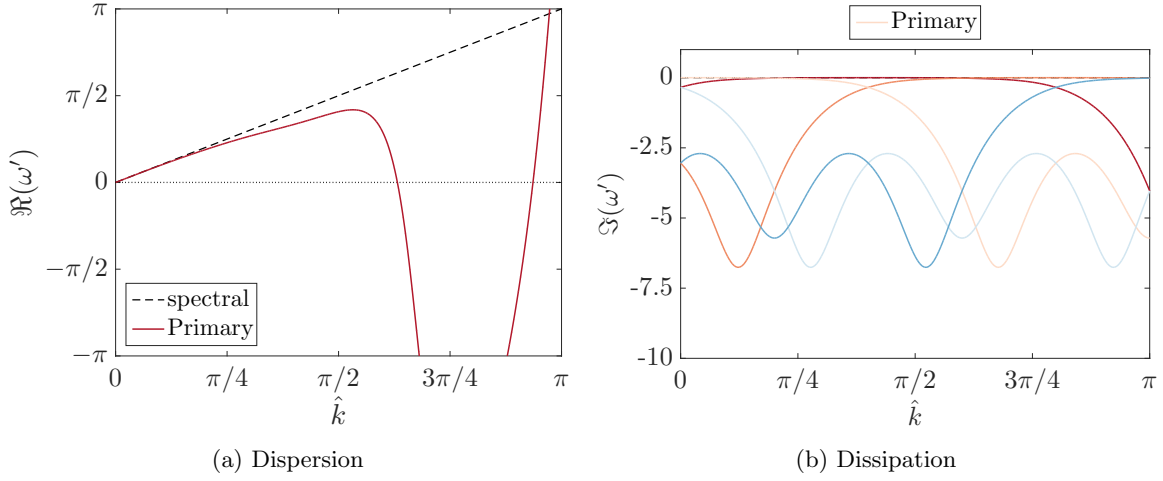 π
π/2
0
−π/2
−π
ℜ(ω′)
spectral
Primary
0
π/4
π/2
3π/4
π
k̂
(a) Dispersion
Primary
0
-2.5
-5
-7.5
-10
ℑ(ω′)
0
π/4
π/2
3π/4
π
k̂
(b) Dissipation